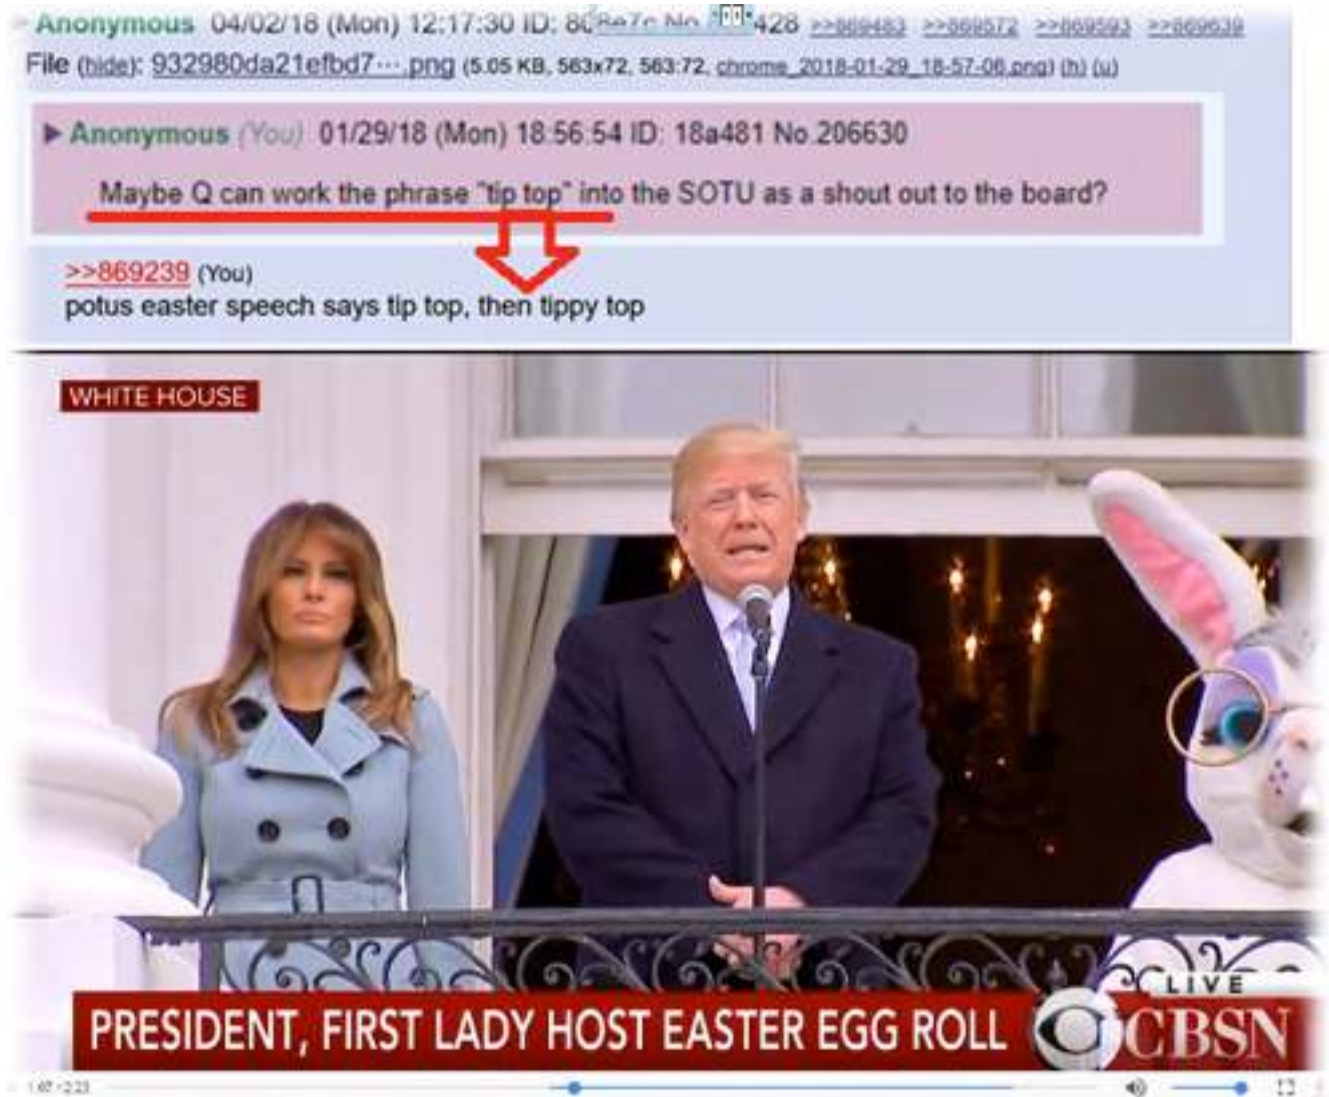 Anonymous 04/02/18 (Mon) 12:17:30 ID: No. 428 >>869483 >>869572 >>869593 >>869639
File (hide): 932980da21efbd7···.png (5.05 KB, 563x72, 563:72, chrome_2018-01-29_18-57-06.png) (h) (u)
▶ Anonymous (You) 01/29/18 (Mon) 18:56:54 ID: 18a481 No.206630
Maybe Q can work the phrase "tip top" into the SOTU as a shout out to the board?
>>869239 (You)
potus easter speech says tip top, then tippy top
WHITE HOUSE
LIVE
PRESIDENT, FIRST LADY HOST EASTER EGG ROLL
CBSN